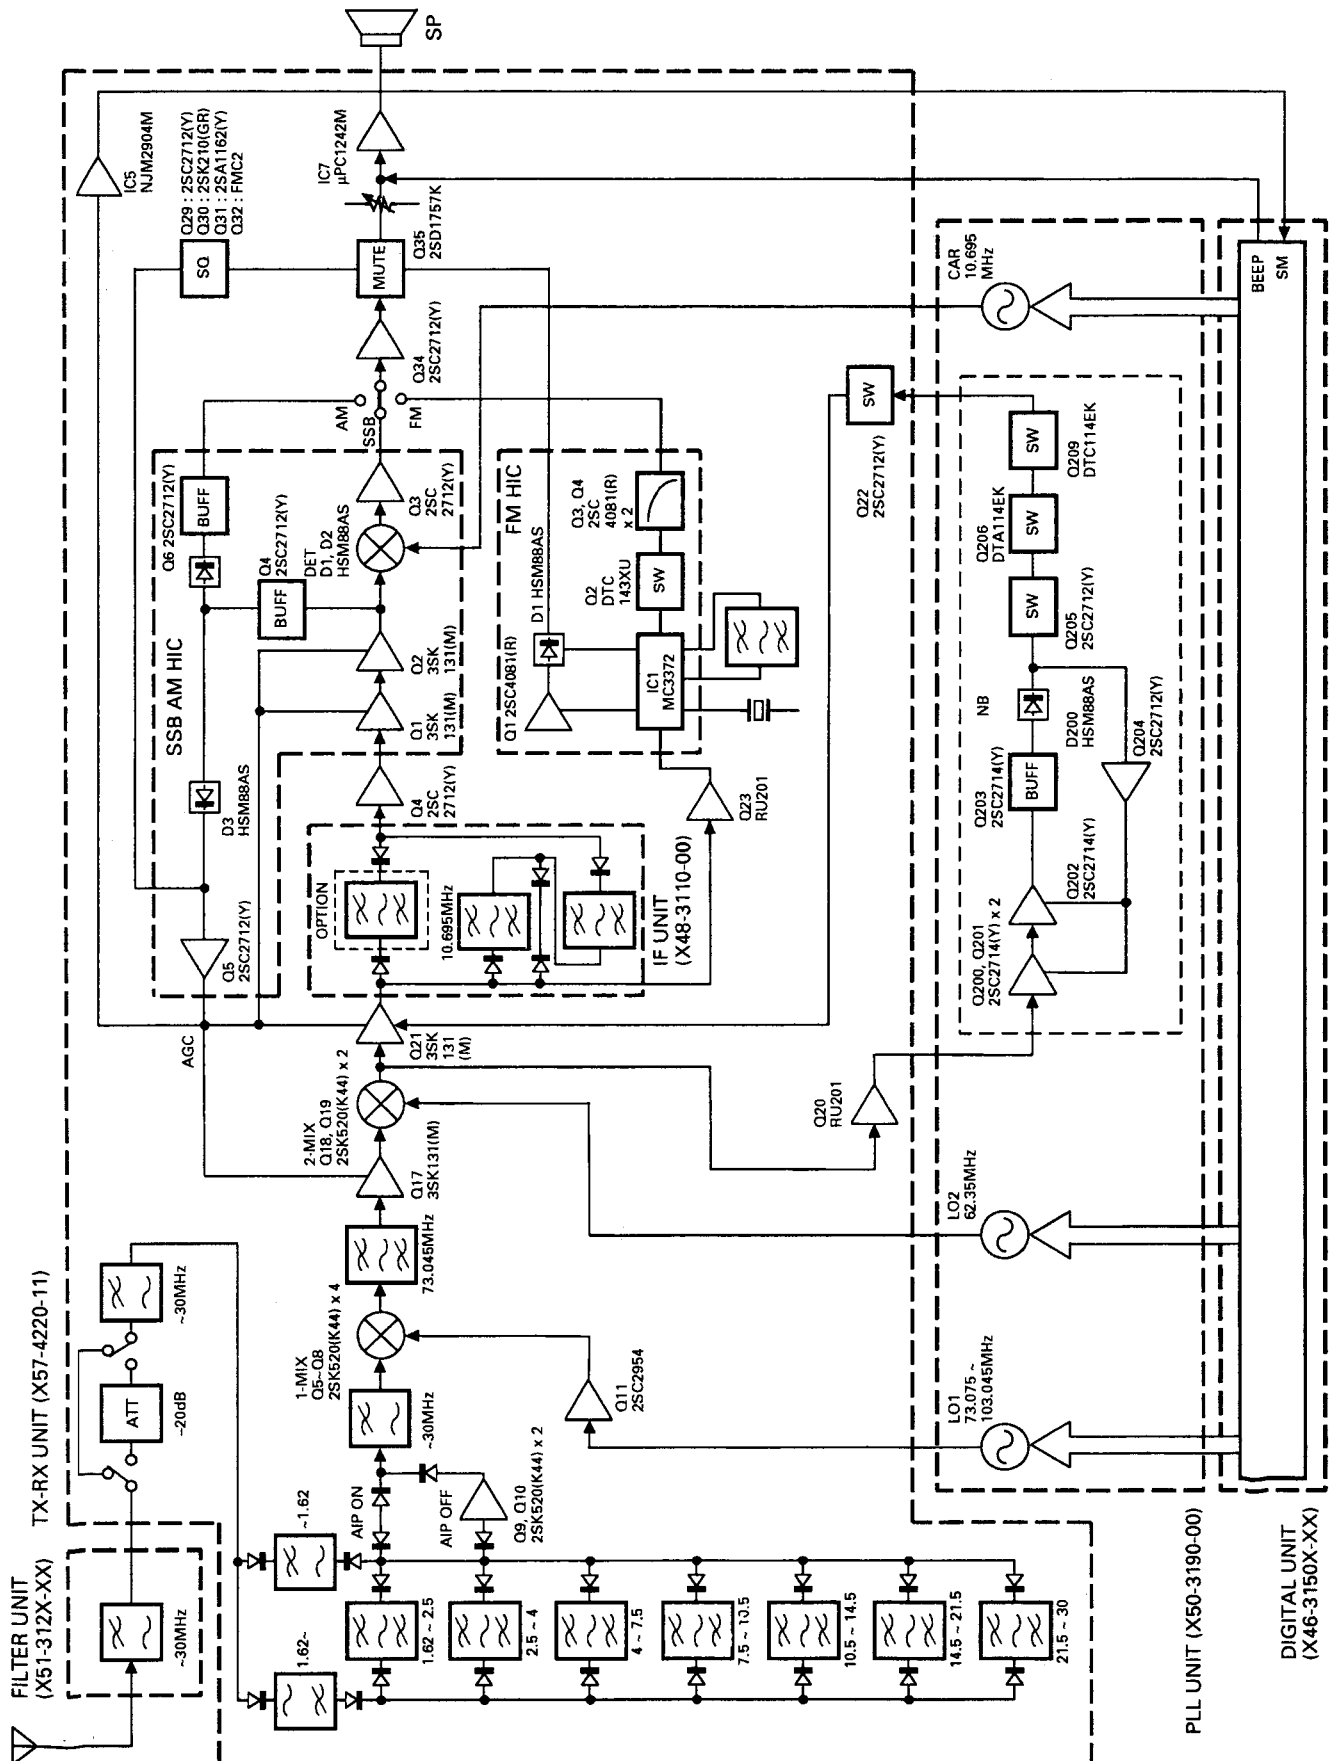 FILTER UNIT
(X51-312X-XX)
~30MHz
TX-RX UNIT (X57-4220-11)
ATT
-20dB
~30MHz
~1.62
1.62~
1.62 ~ 2.5
2.5 ~ 4
4 ~ 7.5
7.5 ~ 10.5
10.5 ~ 14.5
14.5 ~ 21.5
21.5 ~ 30
AIP ON
AIP OFF
Q9, Q10
2SK520(K44) x 2
~30MHz
1-MIX
Q5~Q8
2SK520(K44) x 4
Q11
2SC2954
73.045MHz
Q17
3SK131(M)
2-MIX
Q18, Q19
2SK520(K44) x 2
AGC
Q21
3SK
131
(M)
Q20
RU201
OPTION
10.695MHz
IF UNIT
(X48-3110-00)
Q23
RU201
Q4
2SC
2712(Y)
SSB AM HIC
Q5
2SC2712(Y)
D3
HSM88AS
Q1
3SK
131(M)
Q2
3SK
131(M)
BUFF
Q4
2SC2712(Y)
DET
D1, D2
HSM88AS
Q6 2SC2712(Y)
BUFF
Q3
2SC
2712(Y)
FM HIC
Q1 2SC4081(R)
D1 HSM88AS
IC1
MC3372
Q2
DTC
143XU
SW
Q3, Q4
2SC
4081(R)
x 2
AM
SSB
FM
Q34
2SC2712(Y)
MUTE
Q35
2SD1757K
SQ
Q29 : 2SC2712(Y)
Q30 : 2SK210(GR)
Q31 : 2SA1162(Y)
Q32 : FMC2
IC5
NJM2904M
IC7
μPC1242M
SP
SW
Q22
2SC2712(Y)
PLL UNIT (X50-3190-00)
LO1
73.075 ~
103.045MHz
LO2
62.35MHz
Q200, Q201
2SC2714(Y) x 2
Q202
2SC2714(Y)
Q203
2SC2714(Y)
BUFF
NB
D200
HSM88AS
Q204
2SC2712(Y)
SW
Q205
2SC2712(Y)
SW
Q206
DTA114EK
SW
Q209
DTC114EK
CAR
10.695
MHz
DIGITAL UNIT
(X46-3150X-XX)
BEEP
SM